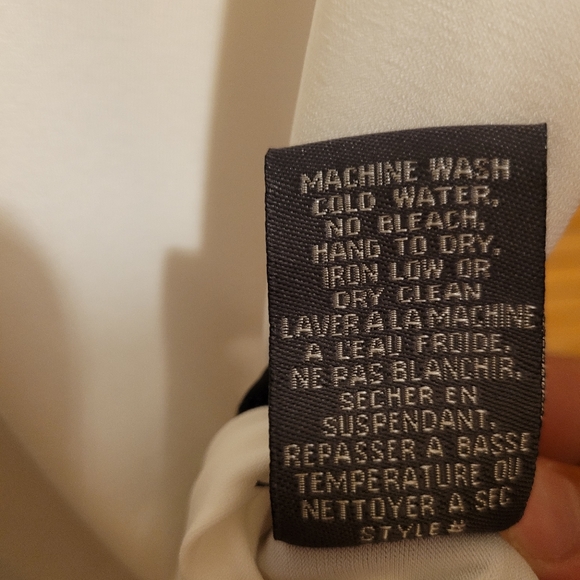 MACHINE WASH
COLD WATER.
NO BLEACH.
HANG TO DRY.
IRON LOW OR
DRY CLEAN
LAVER A LA MACHINE
A L'EAU FROIDE.
NE PAS BLANCHIR.
SECHER EN
SUSPENDANT.
REPASSER A BASSE
TEMPERATURE OU
NETTOYER A SEC
STYLE#